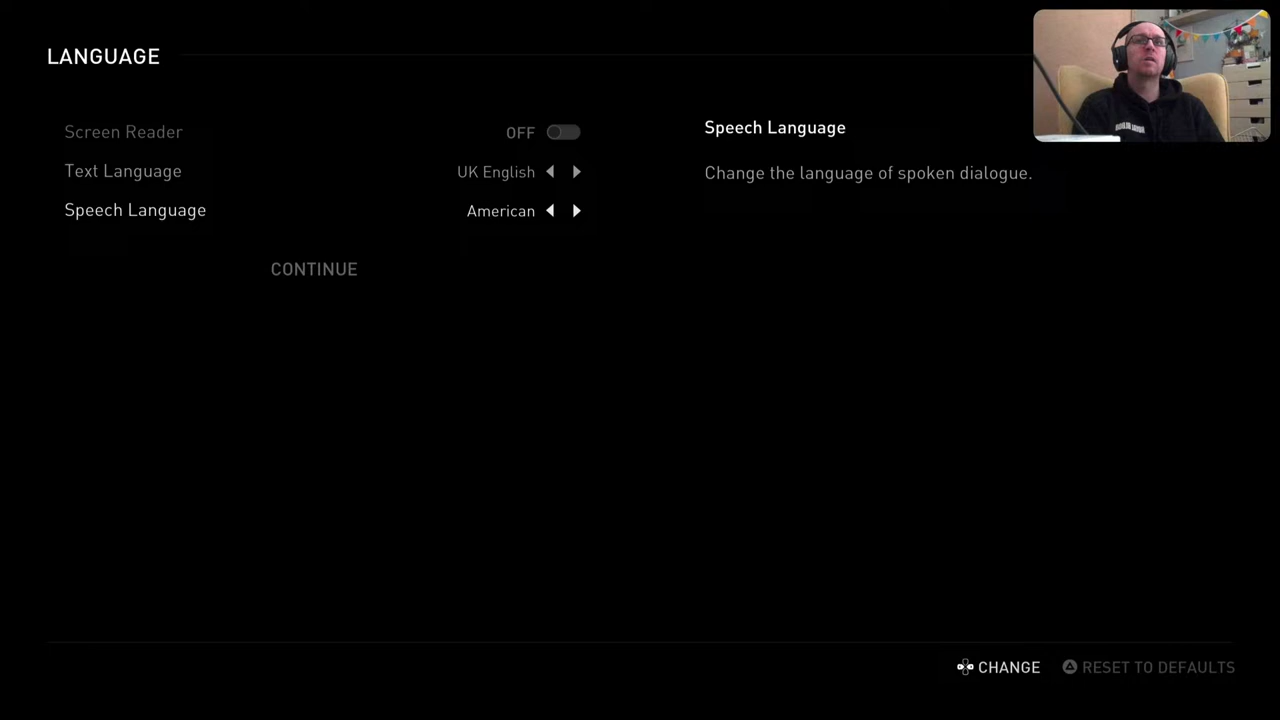 LANGUAGE
Screen Reader OFF
Text Language UK English
Speech Language American
CONTINUE
Speech Language
Change the language of spoken dialogue.
CHANGE RESET TO DEFAULTS